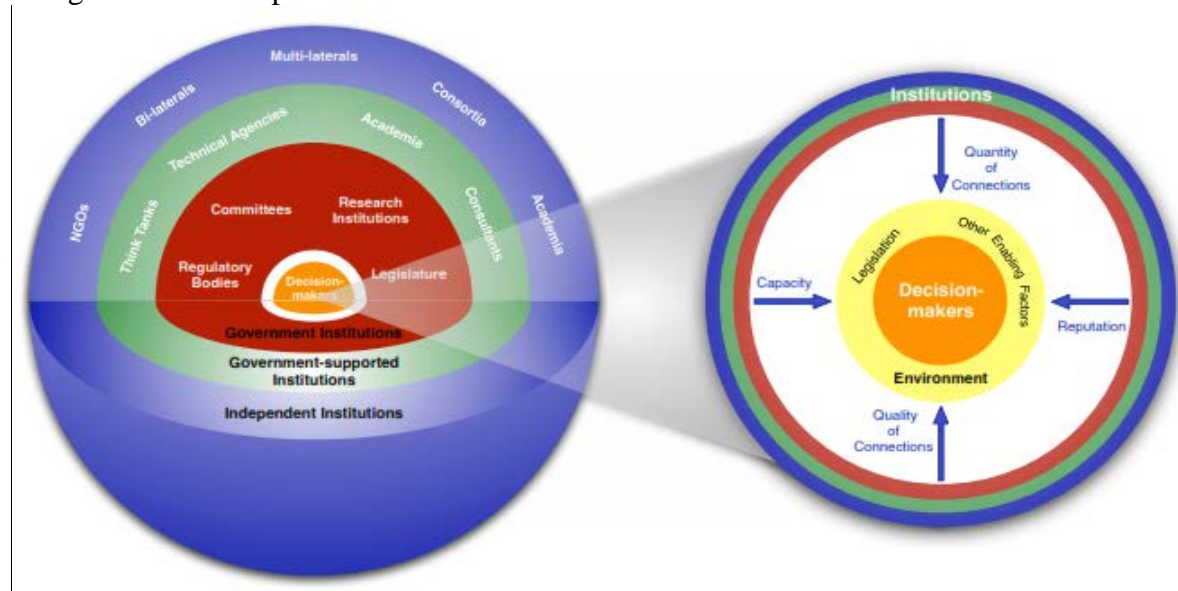 Multi-laterals
Bi-laterals
Consortia
NGOs
Academia
Technical Agencies
Academia
Think Tanks
Consultants
Committees
Research
Institutions
Regulatory
Bodies
Legislature
Decision-
makers
Government Institutions
Government-supported
Institutions
Independent Institutions
Institutions
Quantity
of
Connections
Legislation
Other Enabling Factors
Capacity
Decision-
makers
Reputation
Environment
Quality
of
Connections